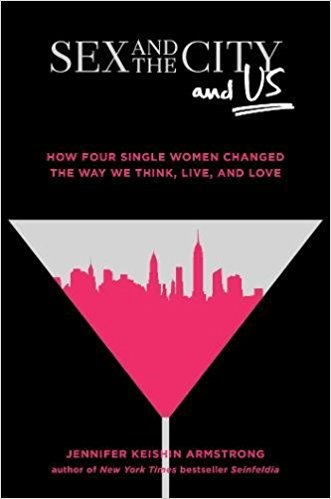 SEX AND THE CITY
and US
HOW FOUR SINGLE WOMEN CHANGED
THE WAY WE THINK, LIVE, AND LOVE
JENNIFER KEISHIN ARMSTRONG
author of New York Times bestseller Seinfeldia